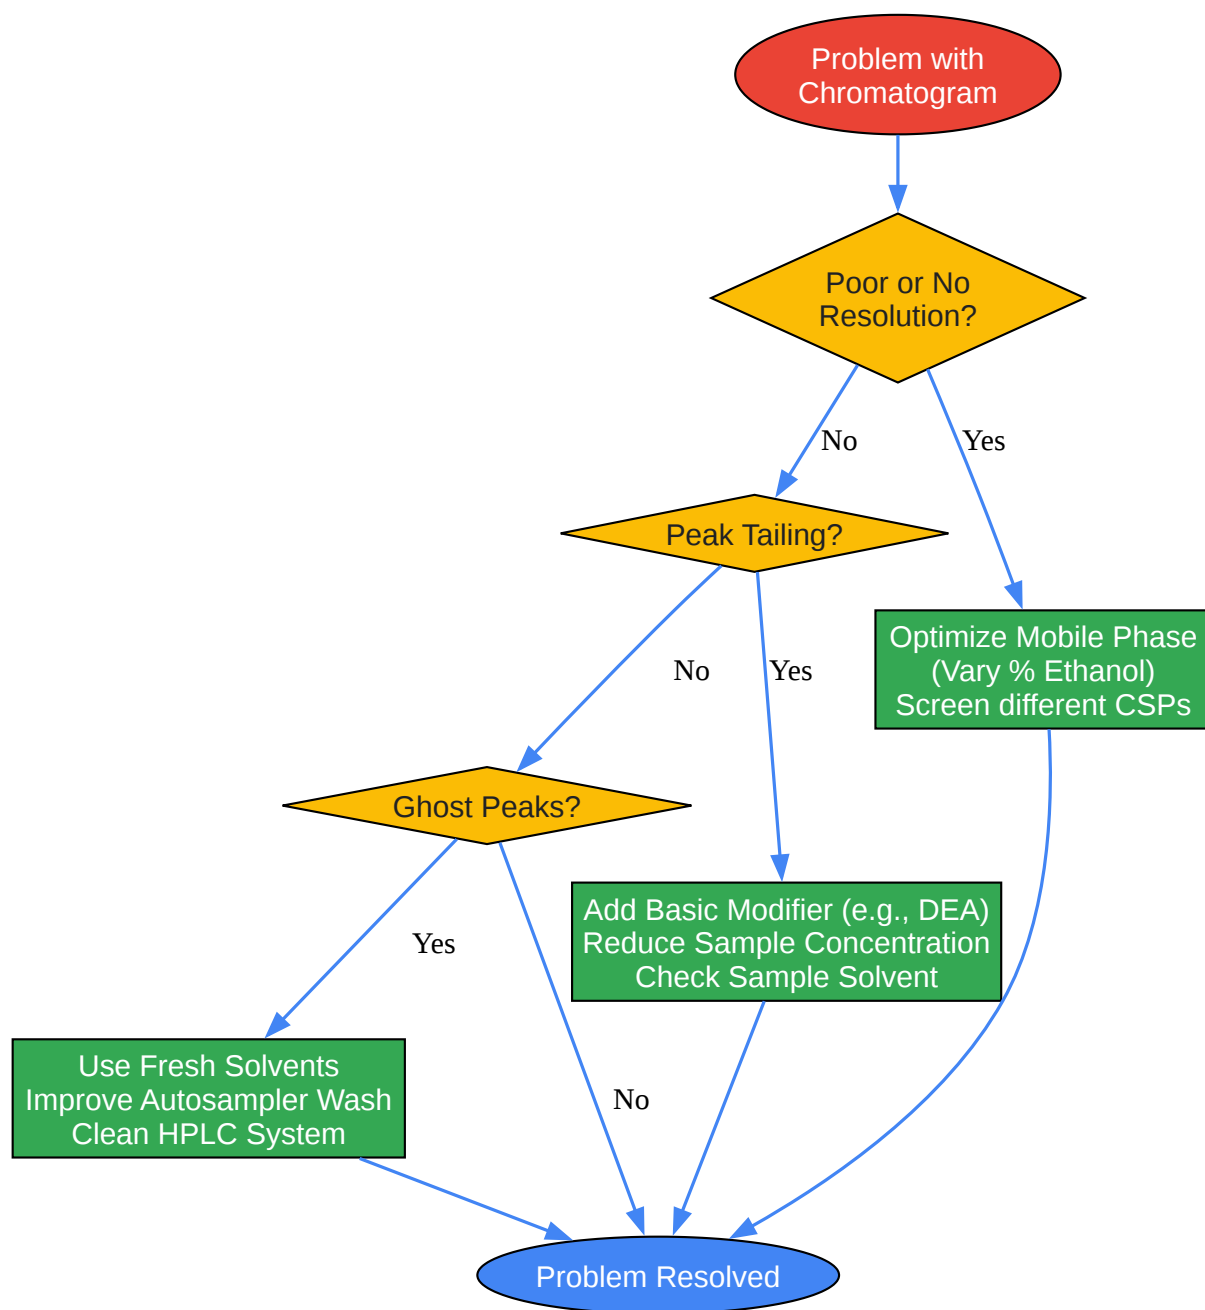 Problem with
Chromatogram
Poor or No
Resolution?
No
Yes
Peak Tailing?
No
Yes
Optimize Mobile Phase
(Vary % Ethanol)
Screen different CSPs
Ghost Peaks?
Yes
No
Add Basic Modifier (e.g., DEA)
Reduce Sample Concentration
Check Sample Solvent
Use Fresh Solvents
Improve Autosampler Wash
Clean HPLC System
Problem Resolved